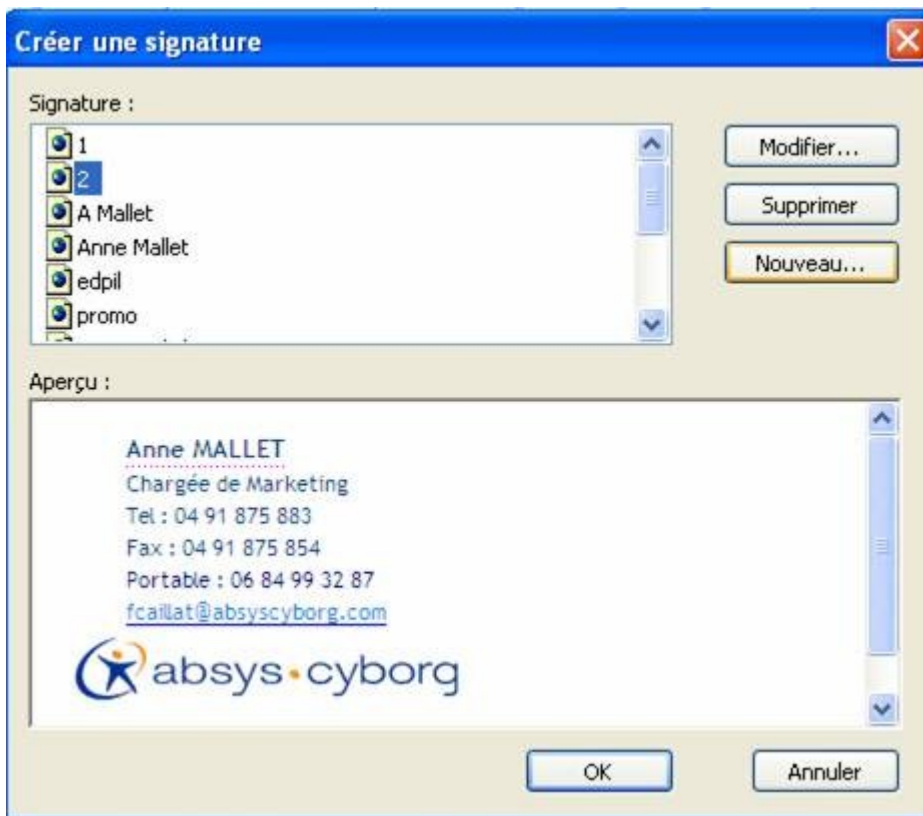 Créer une signature
Signature :
1
2
A Mallet
Anne Mallet
edpil
promo
Modifier...
Supprimer
Nouveau...
Aperçu :
Anne MALLET
Chargée de Marketing
Tel : 04 91 875 883
Fax : 04 91 875 854
Portable : 06 84 99 32 87
fcaillat@absyscyborg.com
absys•cyborg
OK
Annuler